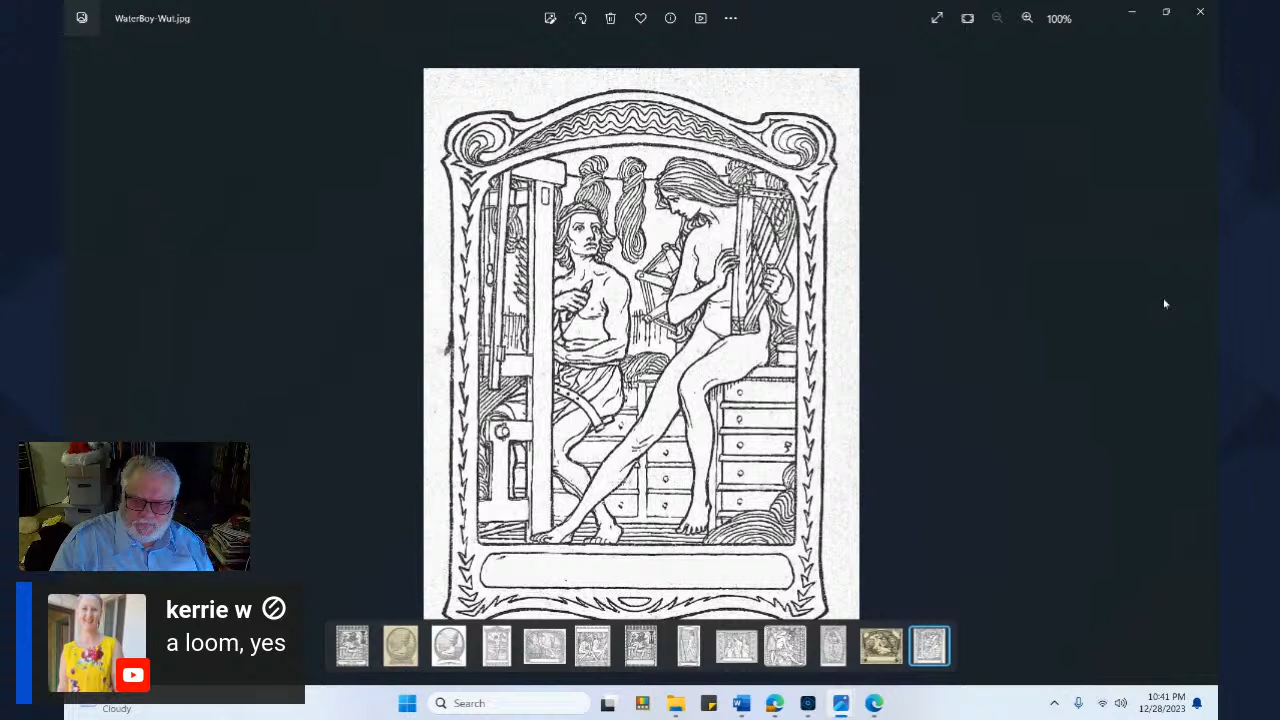 WaterBoy-Wut.jpg
100%
kerrie w
a loom, yes
Cloudy
Search
10:41 PM
12/28/2023